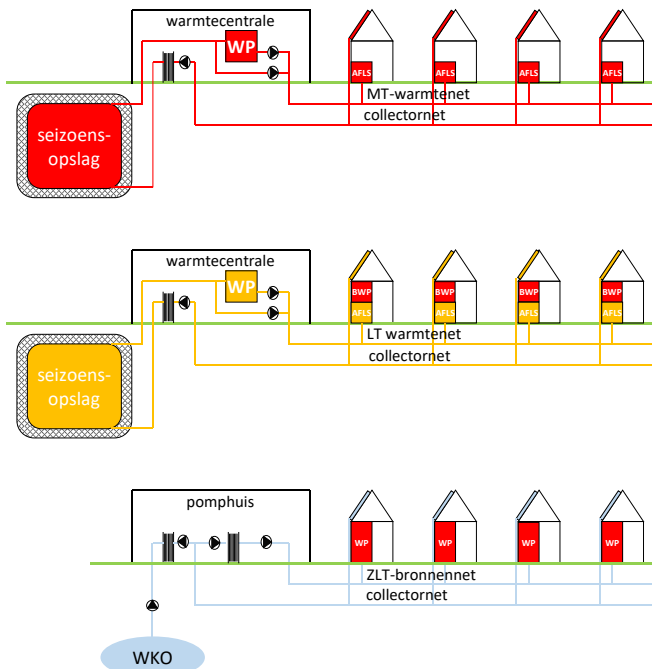 warmtecentrale
WP
AFLS AFLS AFLS AFLS
MT-warmtenet
collectornet
seizoens-
opslag
warmtecentrale
WP
BWP BWP BWP BWP
AFLS AFLS AFLS AFLS
LT warmtenet
collectornet
seizoens-
opslag
pomphuis
WP WP WP WP
ZLT-bronnennet
collectornet
WKO